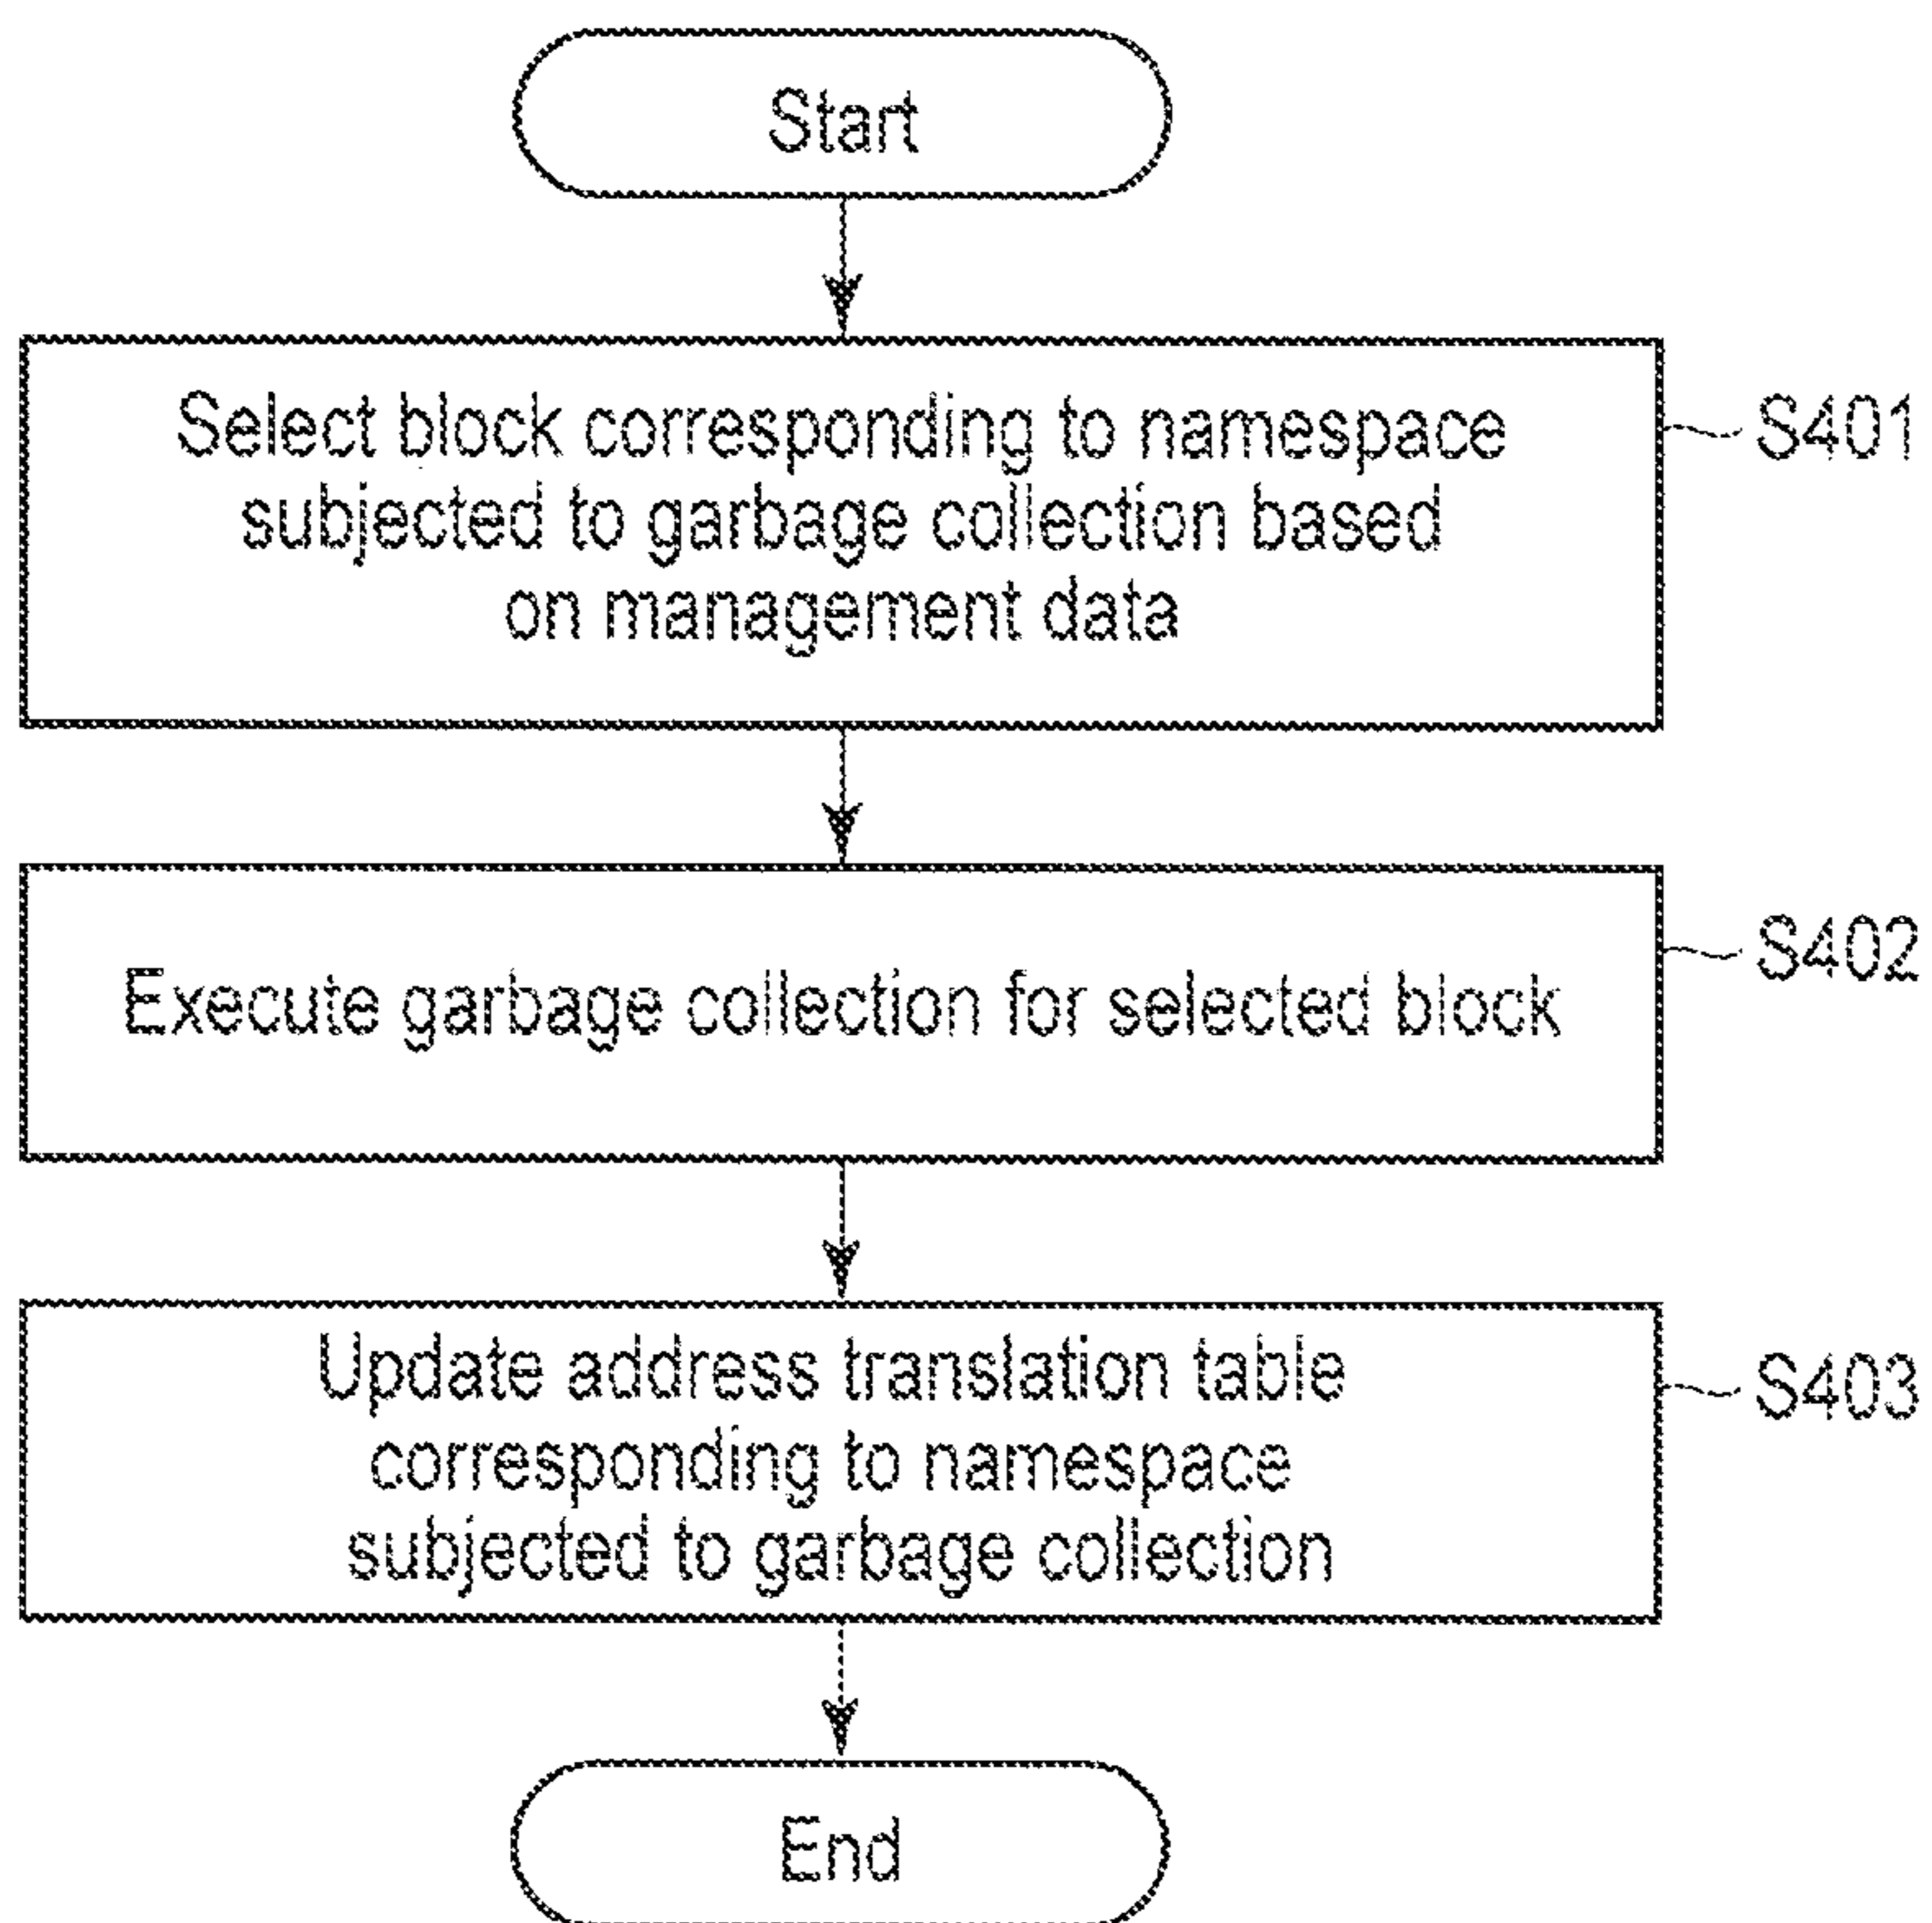 Start
Select block corresponding to namespace
subjected to garbage collection based
on management data
S401
Execute garbage collection for selected block
S402
Update address translation table
corresponding to namespace
subjected to garbage collection
S403
End